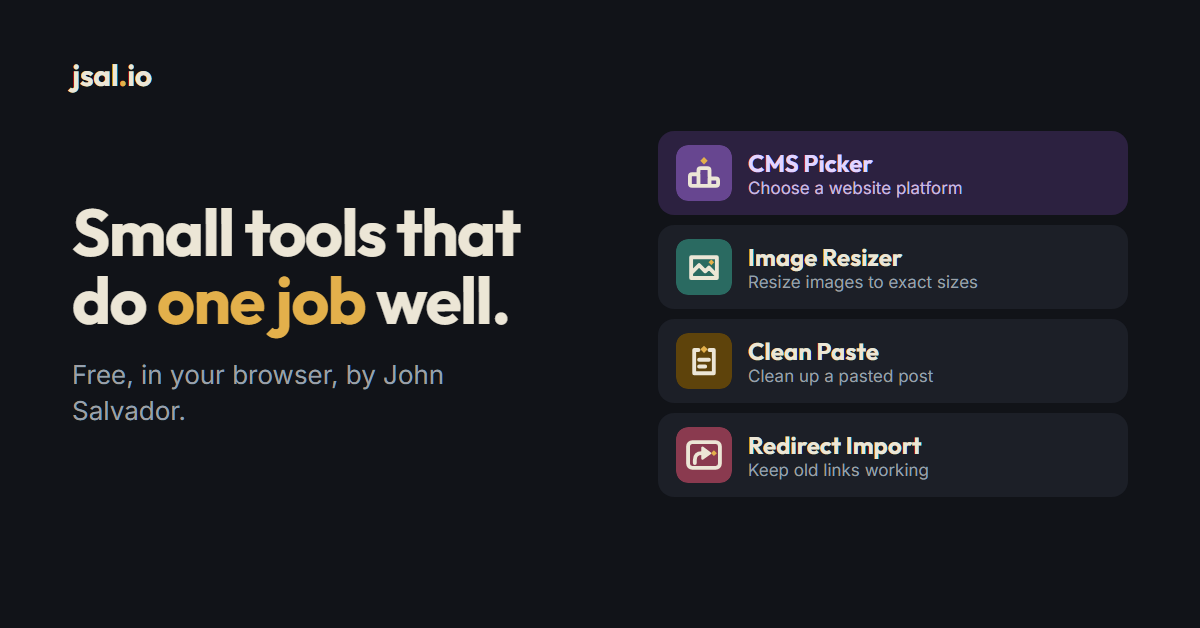 jsal.io
Small tools that
do one job well.
Free, in your browser, by John
Salvador.
CMS Picker
Choose a website platform
Image Resizer
Resize images to exact sizes
Clean Paste
Clean up a pasted post
Redirect Import
Keep old links working